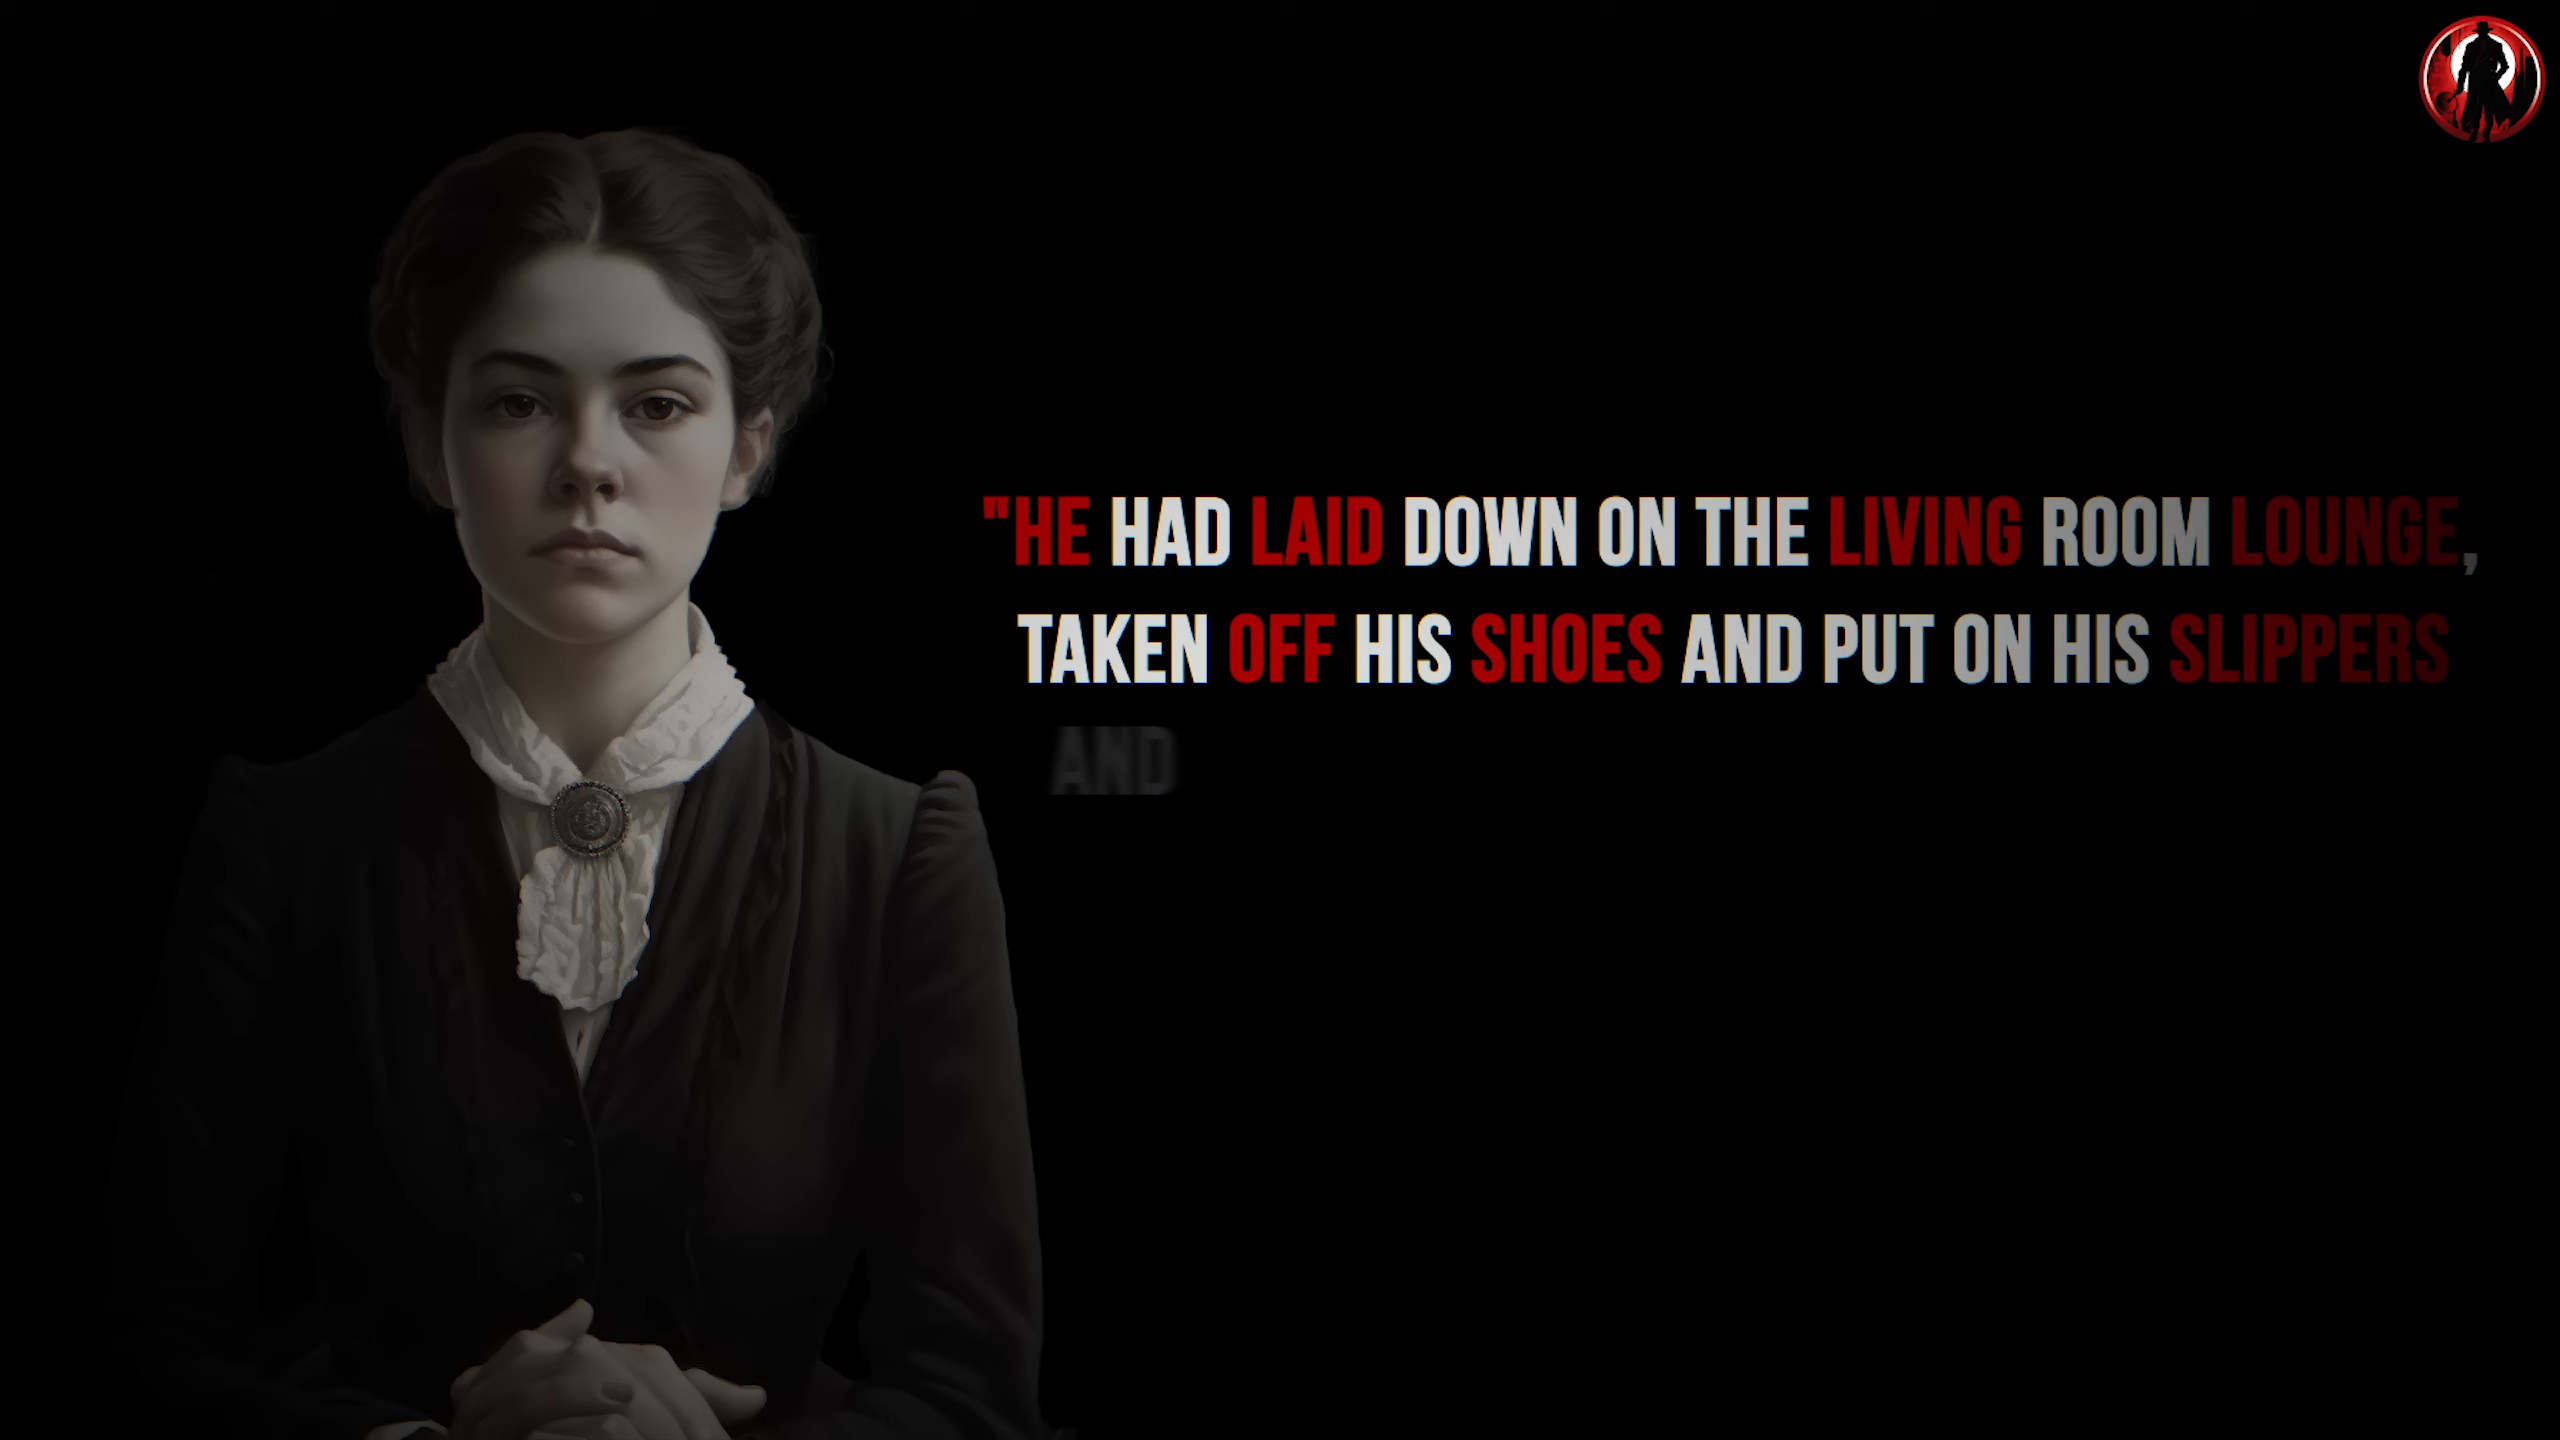 "HE HAD LAID DOWN ON THE LIVING ROOM LOUNGE,
TAKEN OFF HIS SHOES AND PUT ON HIS SLIPPERS
AND